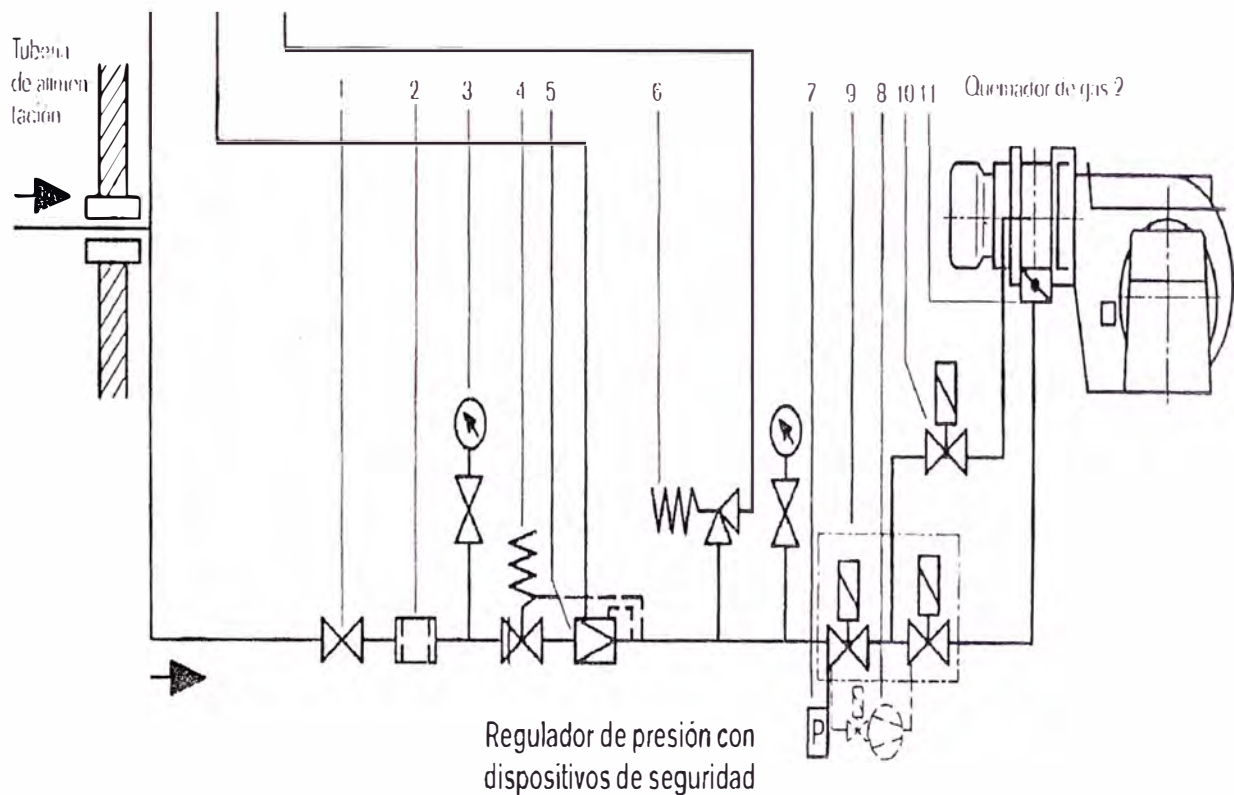 Tubería
de alimen
tación
1
2
3
4
5
6
7
9
8
10
11
Quemador de gas 2
P
Regulador de presión con
dispositivos de seguridad